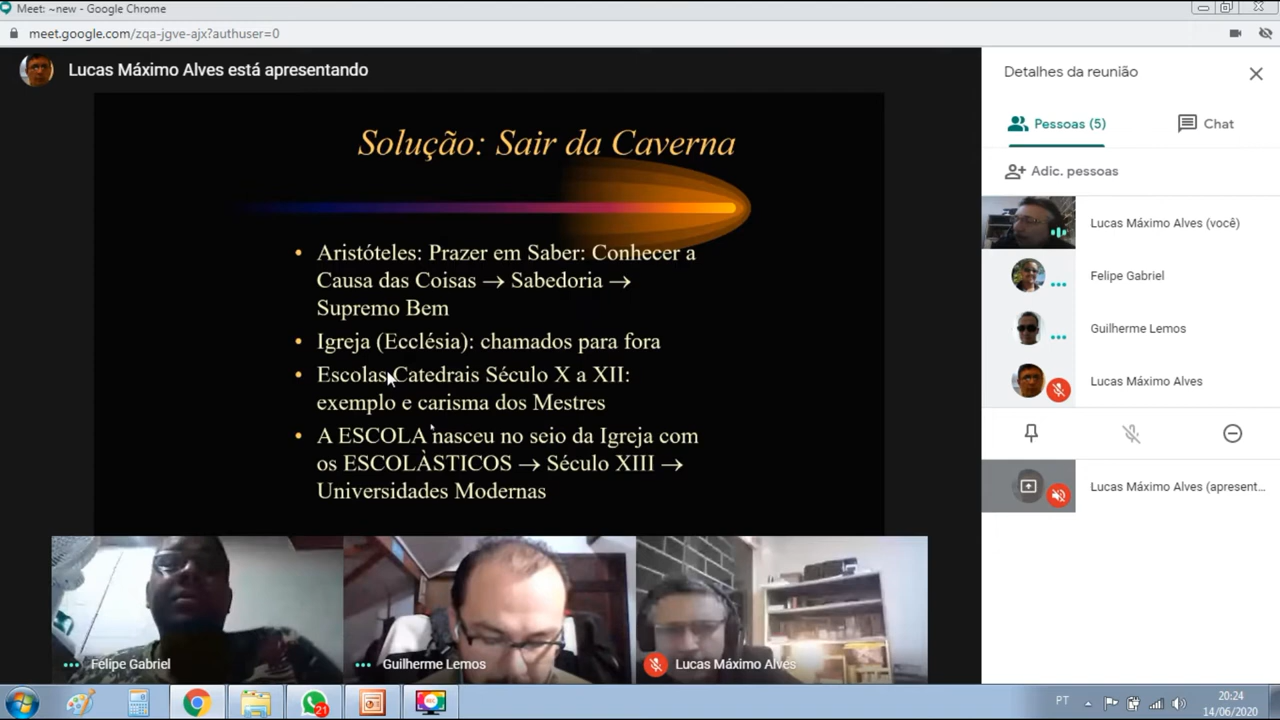 Meet: ~new - Google Chrome
meet.google.com/zqa-jgve-ajx?authuser=0
Lucas Máximo Alves está apresentando
Solução: Sair da Caverna
• Aristóteles: Prazer em Saber: Conhecer a
Causa das Coisas → Sabedoria →
Supremo Bem
• Igreja (Ecclésia): chamados para fora
• Escolas Catedrais Século X a XII:
exemplo e carisma dos Mestres
• A ESCOLA nasceu no seio da Igreja com
os ESCOLÀSTICOS → Século XIII →
Universidades Modernas
Felipe Gabriel
Guilherme Lemos
Lucas Máximo Alves
Detalhes da reunião
Pessoas (5)
Chat
Adic. pessoas
Lucas Máximo Alves (você)
Felipe Gabriel
Guilherme Lemos
Lucas Máximo Alves
Lucas Máximo Alves (apresent...
21
REC
PT
20:24
14/06/2020